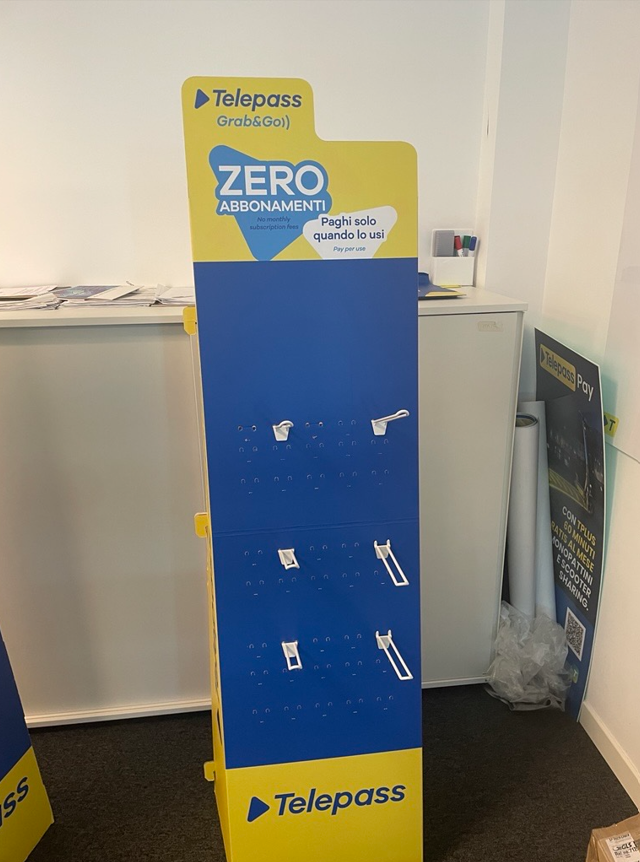 Telepass
Grab&Go))
ZERO
ABBONAMENTI
No monthly
subscription fees
Paghi solo
quando lo usi
Pay per use
Telepass Pay
CON TPLUS
60 MINUTI
GRATIS AL MESE
MONOPATTINI
E SCOOTER
SHARING.
Telepass
ss